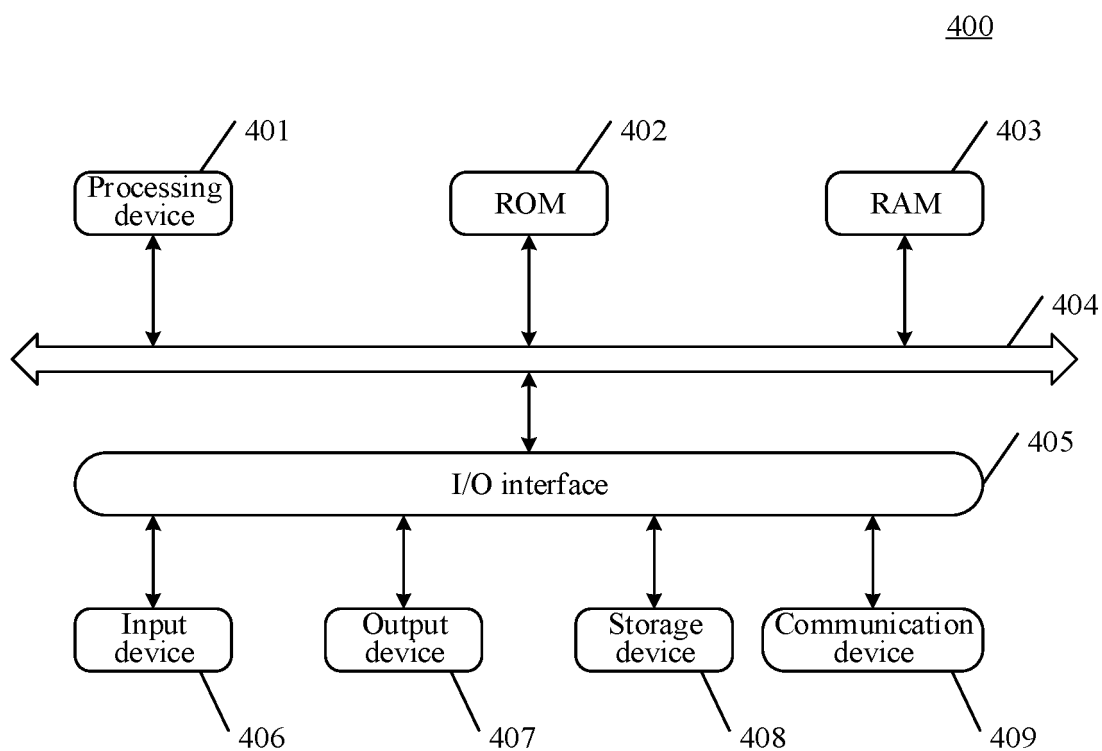 400
401
402
403
Processing
device
ROM
RAM
404
405
I/O interface
Input
device
Output
device
Storage
device
Communication
device
406
407
408
409